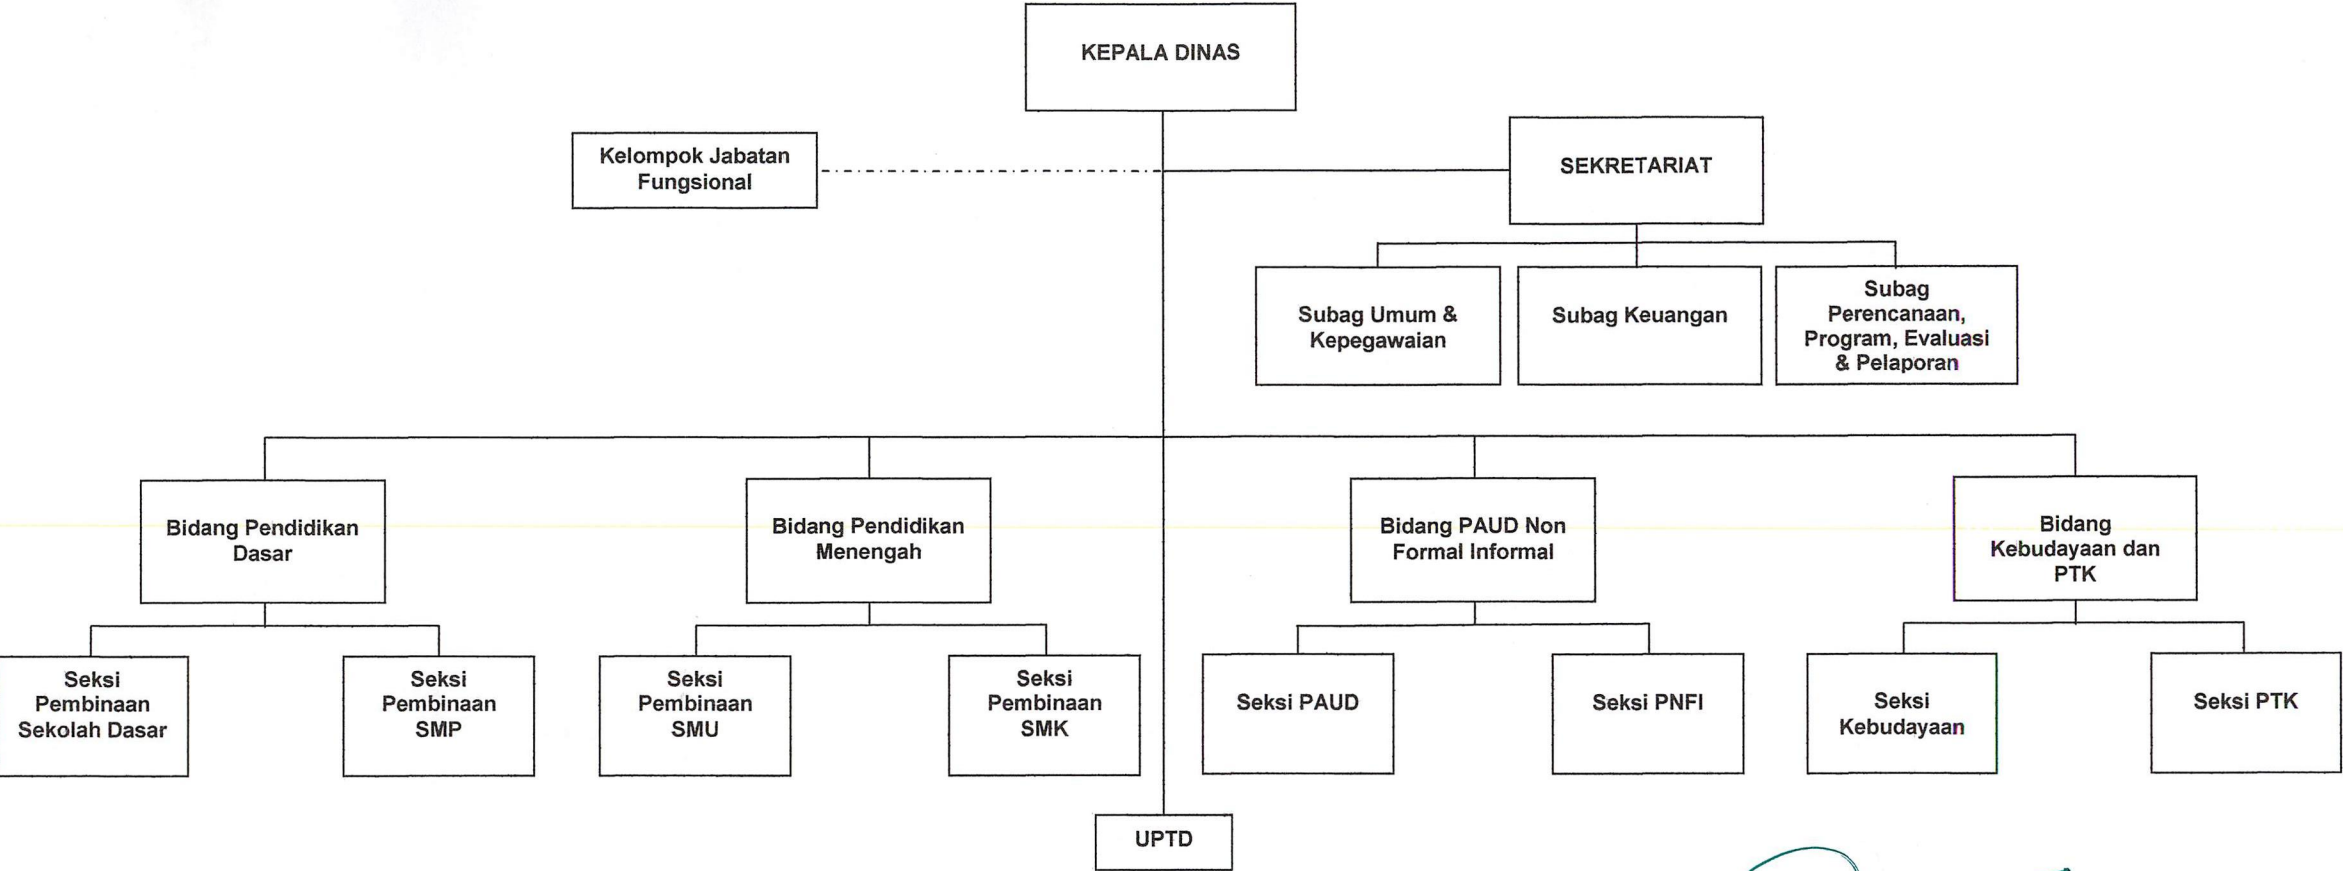 KEPALA DINAS
Kelompok Jabatan
Fungsional
SEKRETARIAT
Subag Umum &
Kepegawaian
Subag Keuangan
Subag
Perencanaan,
Program, Evaluasi
& Pelaporan
Bidang Pendidikan
Dasar
Bidang Pendidikan
Menengah
Bidang PAUD Non
Formal Informal
Bidang
Kebudayaan dan
PTK
Seksi
Pembinaan
Sekolah Dasar
Seksi
Pembinaan
SMP
Seksi
Pembinaan
SMU
Seksi
Pembinaan
SMK
Seksi PAUD
Seksi PNFI
Seksi
Kebudayaan
Seksi PTK
UPTD